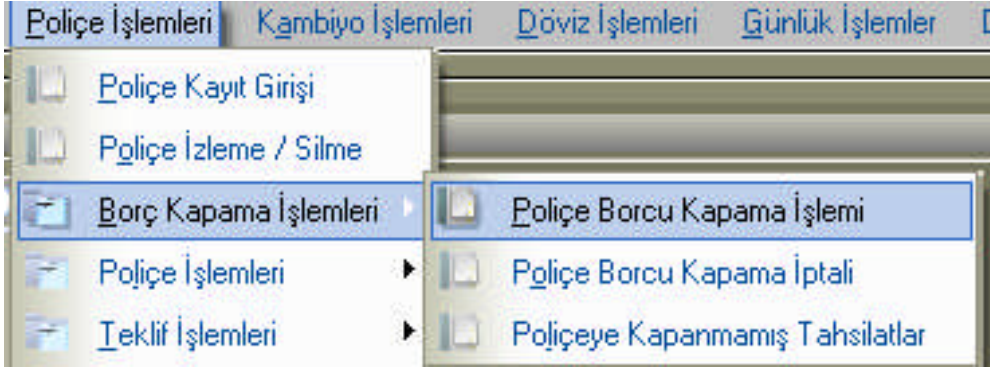 Poliçe İşlemleri Kambiyo İşlemleri Döviz İşlemleri Günlük İşlemler
Poliçe Kayıt Girişi
Poliçe İzleme / Silme
Borç Kapama İşlemleri
Poliçe İşlemleri
Teklif İşlemleri
Poliçe Borcu Kapama İşlemi
Poliçe Borcu Kapama İptali
Poliçeye Kapanmamış Tahsilatlar